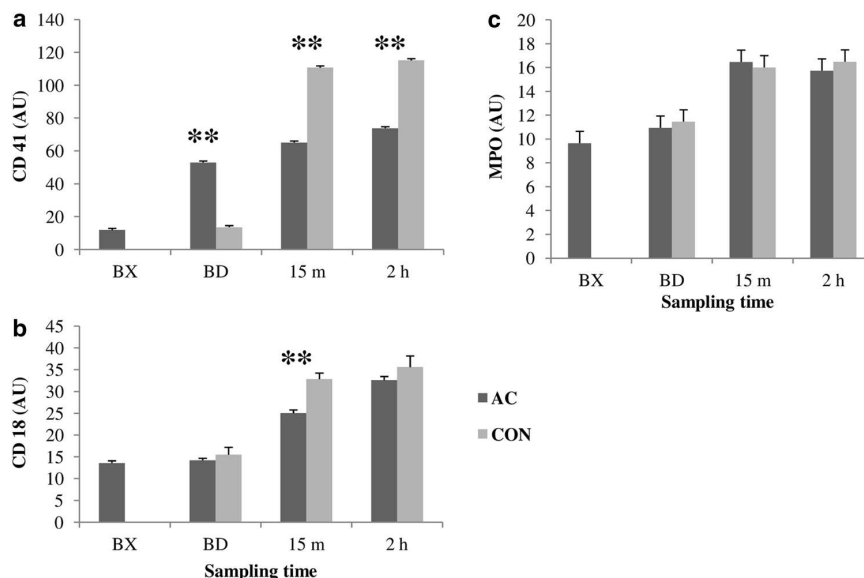 a
140
120
100
80
60
40
20
0
CD 41 (AU)
**
**
**
BX BD 15 m 2 h
b
45
40
35
30
25
20
15
10
5
0
CD 18 (AU)
**
BX BD 15 m 2 h
Sampling time
c
20
18
16
14
12
10
8
6
4
2
0
MPO (AU)
BX BD 15 m 2 h
Sampling time
AC
CON